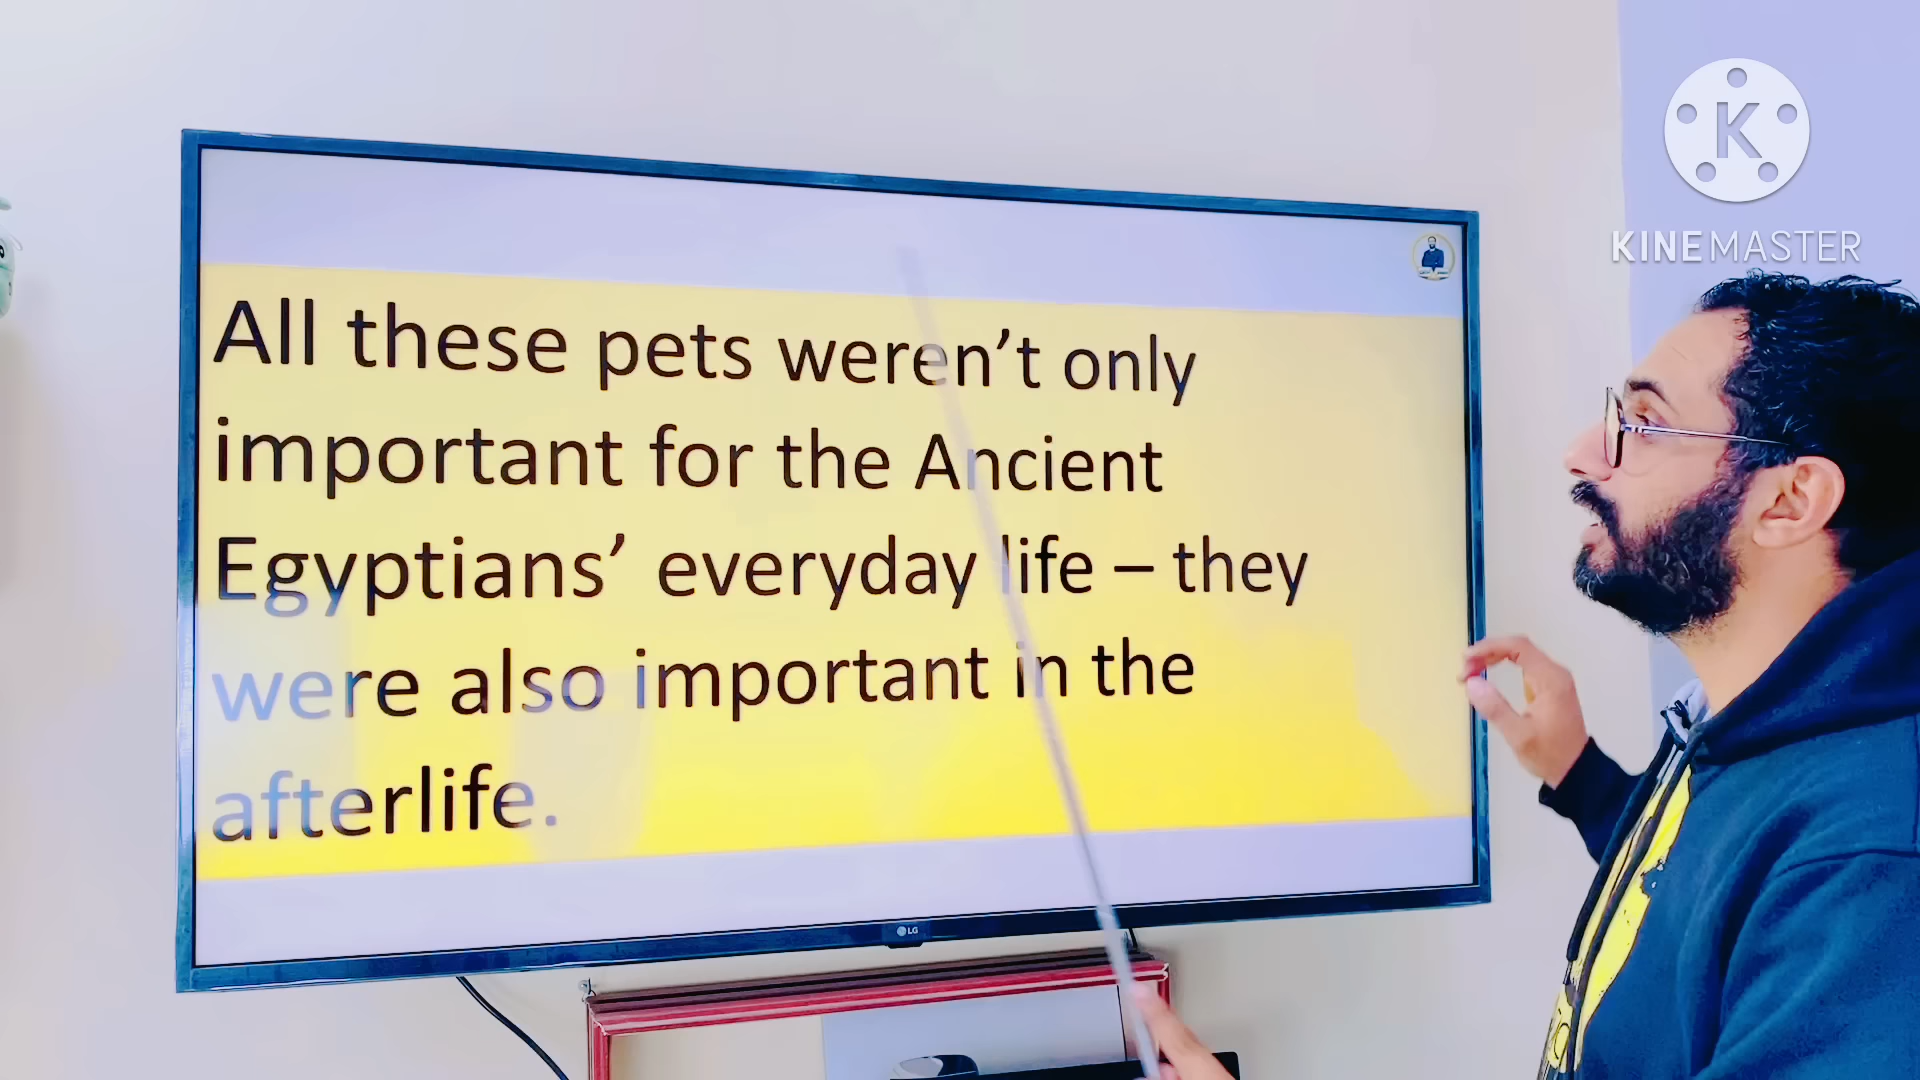 All these pets weren’t only
important for the Ancient
Egyptians’ everyday life – they
were also important in the
afterlife.
LG
K
KINEMASTER